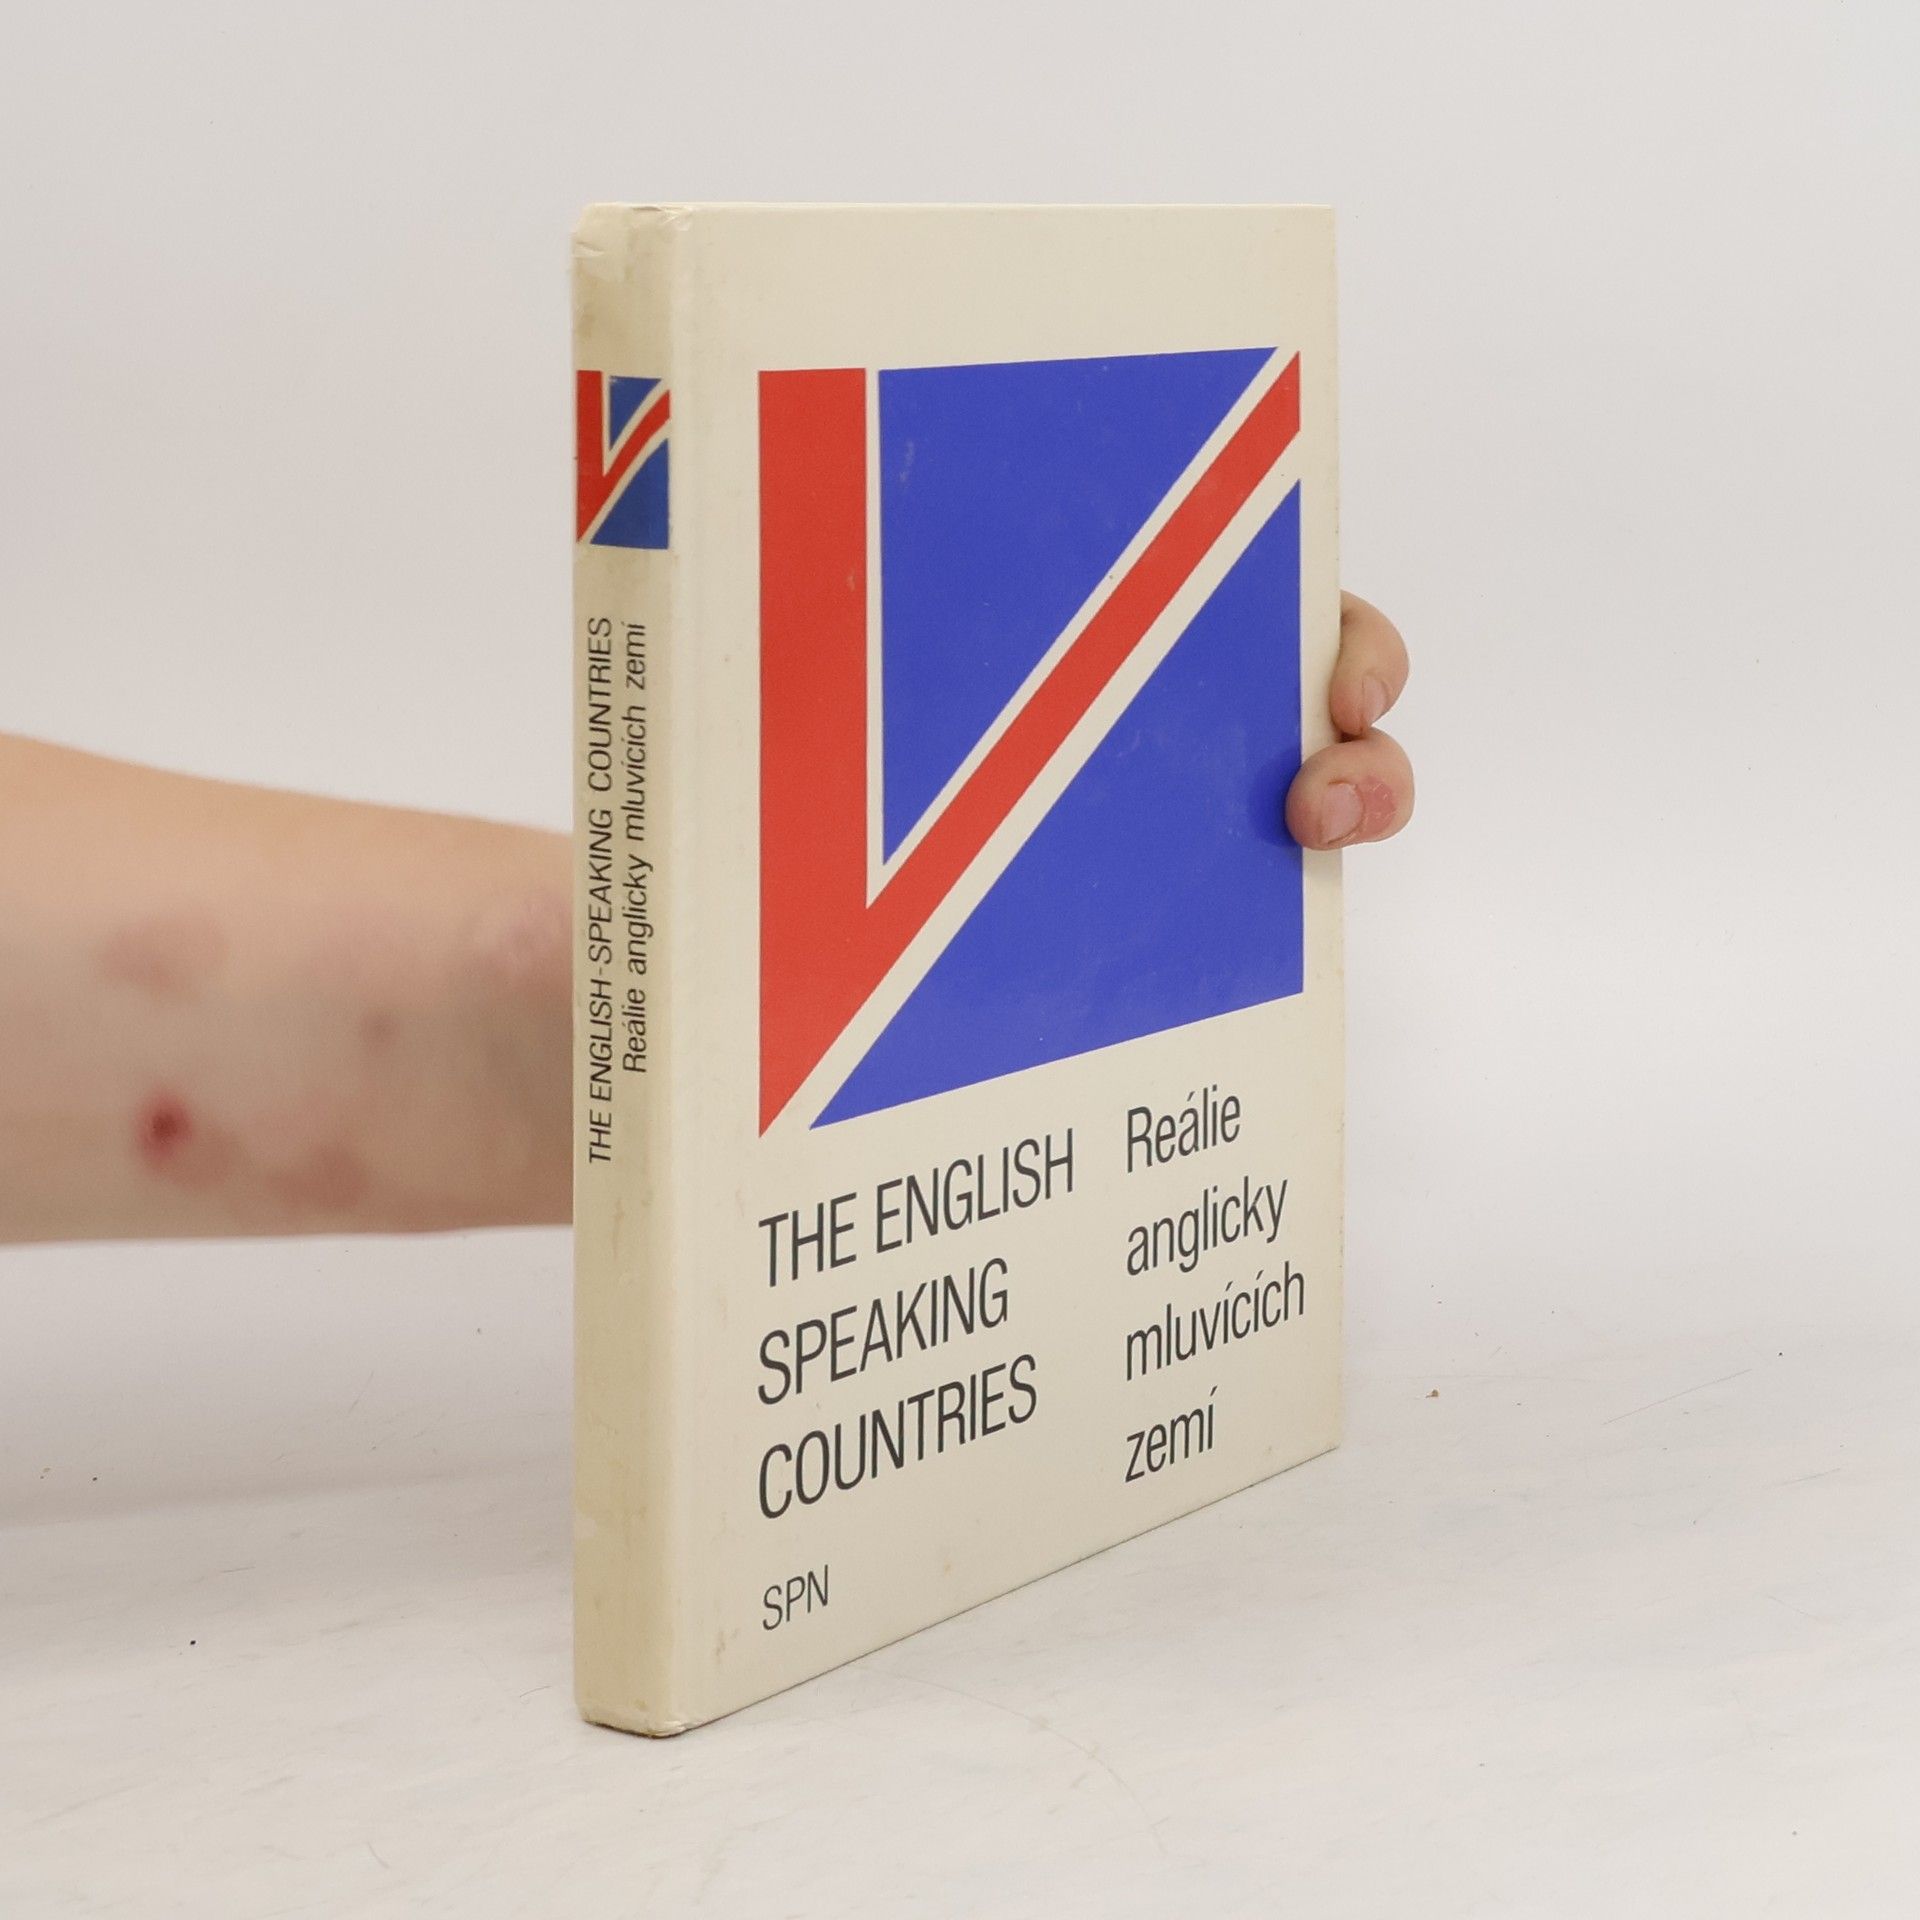 THE ENGLISH-SPEAKING COUNTRIES
Reálie anglicky mluvících zemí
THE ENGLISH
SPEAKING
COUNTRIES
Reálie
anglicky
mluvících
zemí
SPN